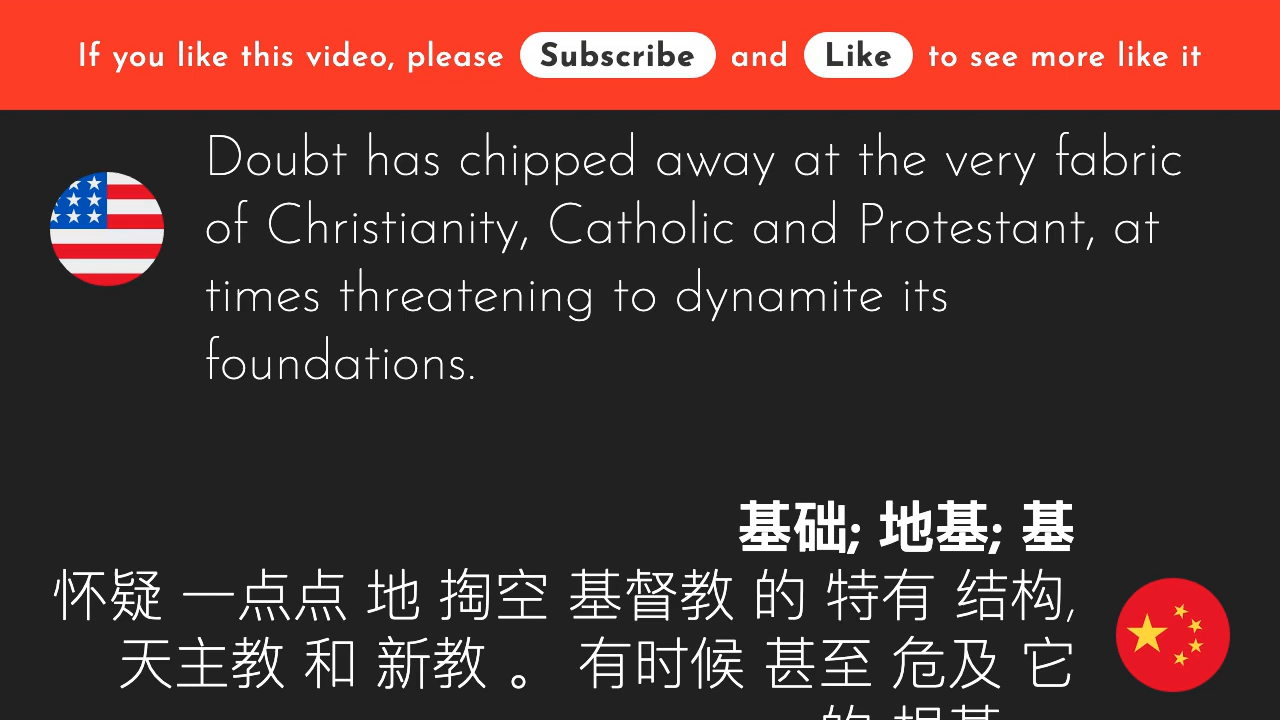 If you like this video, please Subscribe and Like to see more like it
Doubt has chipped away at the very fabric
of Christianity, Catholic and Protestant, at
times threatening to dynamite its
foundations.
基础; 地基; 基
怀疑 一点点 地 掏空 基督教 的 特有 结构,
天主教 和 新教 。 有时候 甚至 危及 它
的 根基